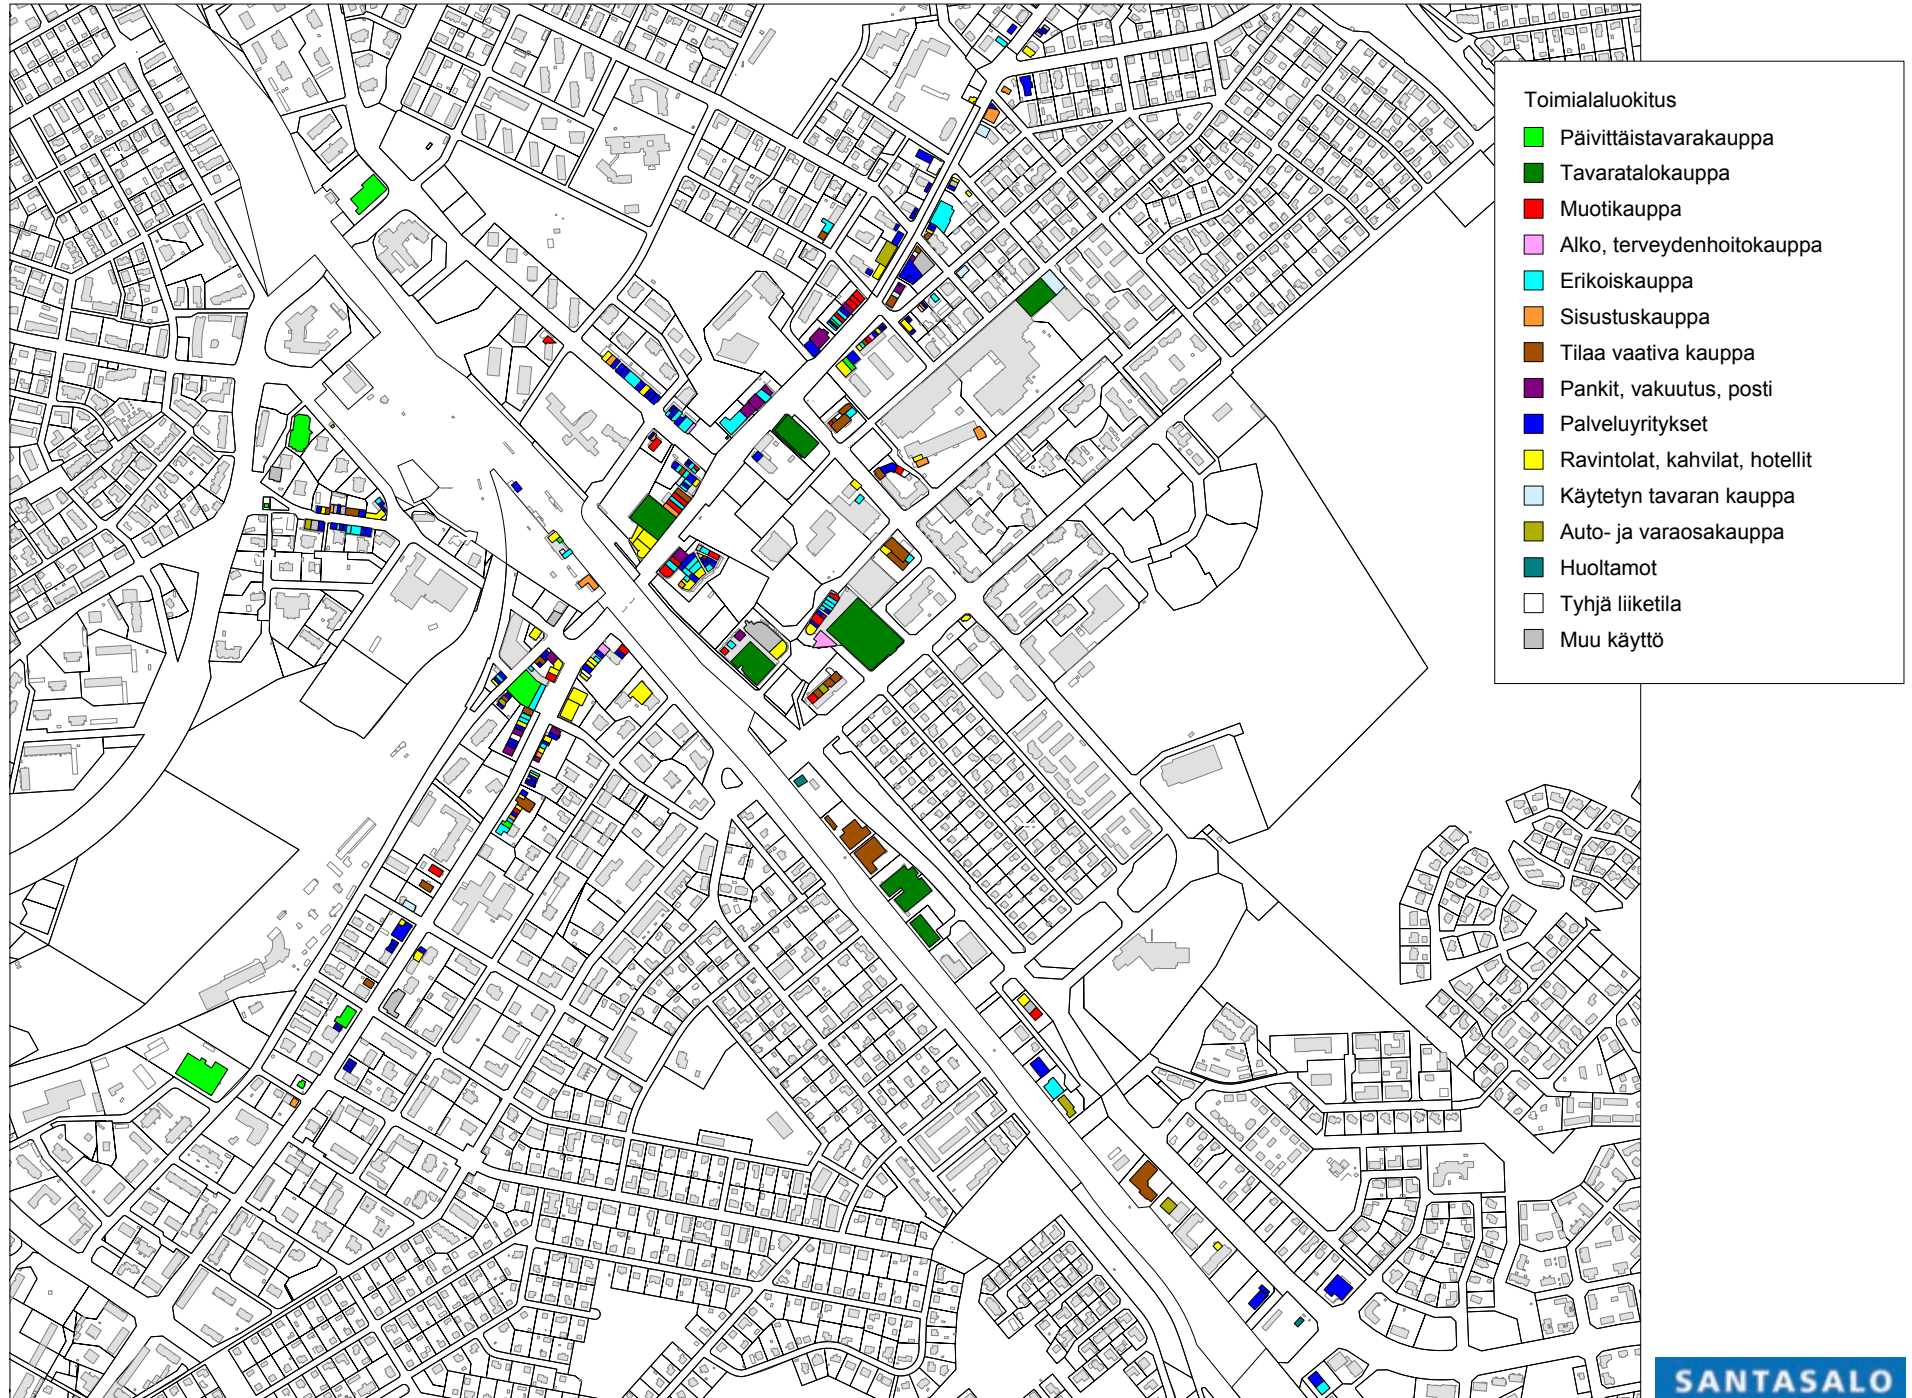 Toimialaluokitus
Päivittäistavarakauppa
Tavaratalokauppa
Muotikauppa
Alko, terveydenhoitokauppa
Erikoiskauppa
Sisustuskauppa
Tilaa vaativa kauppa
Pankit, vakuutus, posti
Palveluyritykset
Ravintolat, kahvilat, hotellit
Käytetyn tavaran kauppa
Auto- ja varaosakauppa
Huoltamot
Tyhjä liiketila
Muu käyttö
SANTASALO